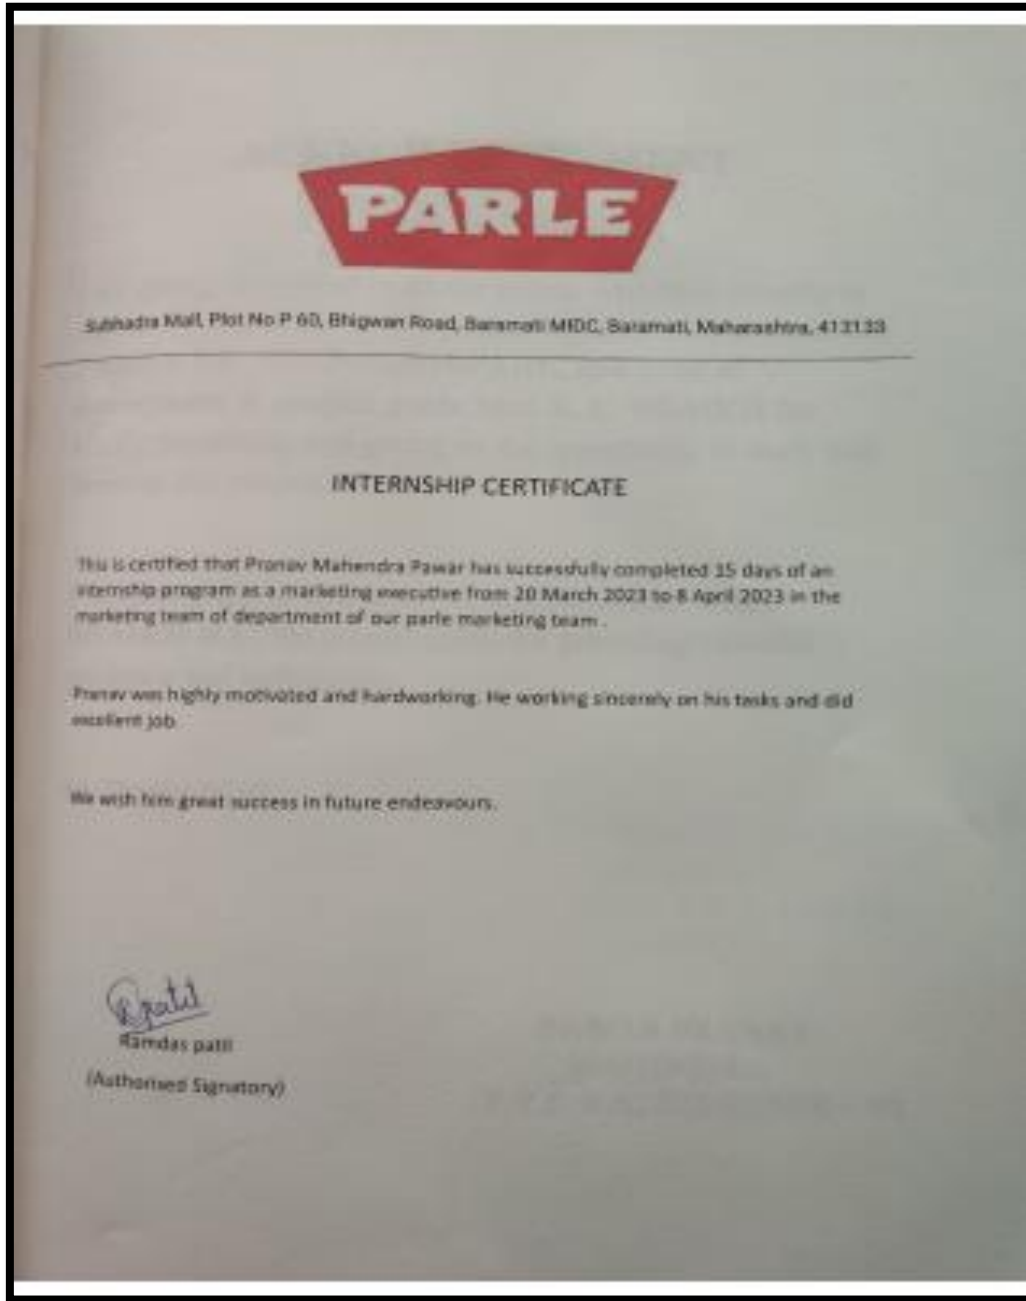 PARLE
Subhadra Mall, Plot No P 60, Bhigwan Road, Baramati MIDC, Baramati, Maharashtra, 413133
INTERNSHIP CERTIFICATE
This is certified that Pranav Mahendra Pawar has successfully completed 15 days of an
internship program as a marketing executive from 20 March 2023 to 8 April 2023 in the
marketing team of department of our parle marketing team .
Pranav was highly motivated and hardworking. He working sincerely on his tasks and did
excellent job
We wish him great success in future endeavours.
Rpatil
Ramdas patil
(Authorised Signatory)